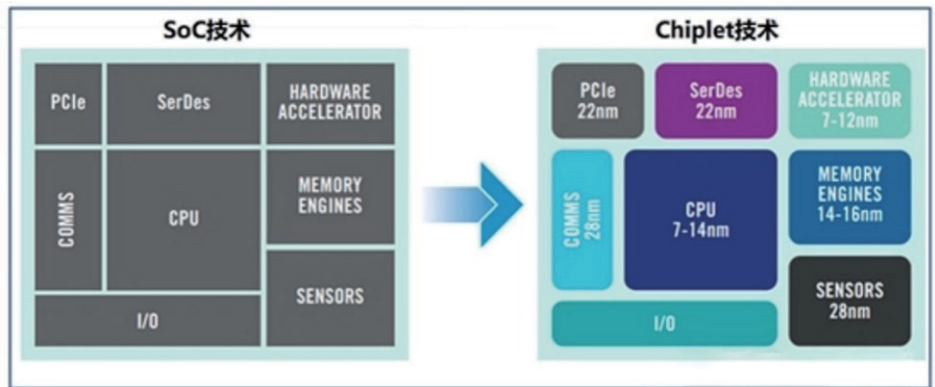 SoC技术
PCIe
SerDes
HARDWARE
ACCELERATOR
COMMS
CPU
MEMORY
ENGINES
SENSORS
I/O
Chiplet技术
PCIe
22nm
SerDes
22nm
HARDWARE
ACCELERATOR
7-12nm
COMMS
28nm
CPU
7-14nm
MEMORY
ENGINES
14-16nm
SENSORS
28nm
I/O